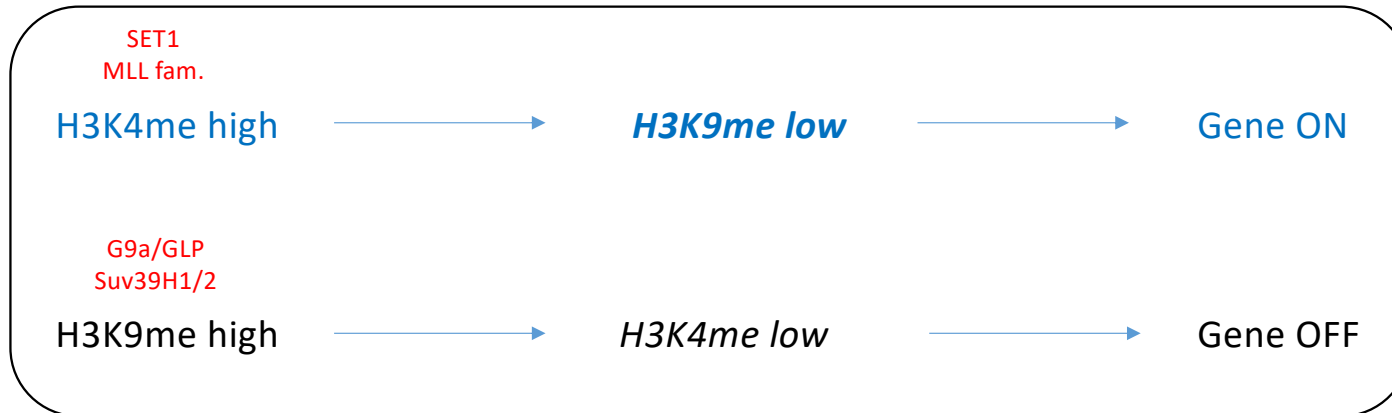 SET1
MLL fam.
H3K4me high
H3K9me low
Gene ON
G9a/GLP
Suv39H1/2
H3K9me high
H3K4me low
Gene OFF